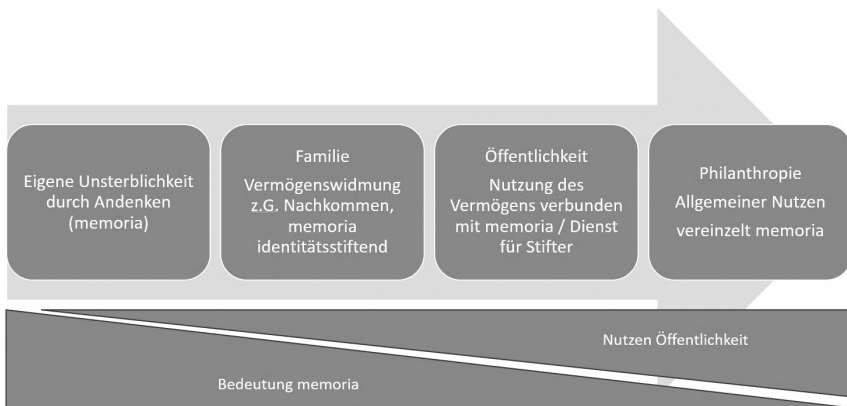 Eigene Unsterblichkeit
durch Andenken
(memoria)
Familie
Vermögenswidmung
z.G. Nachkommen,
memoria
identitätsstiftend
Öffentlichkeit
Nutzung des
Vermögens verbunden
mit memoria / Dienst
für Stifter
Philanthropie
Allgemeiner Nutzen
vereinzelt memoria
Nutzen Öffentlichkeit
Bedeutung memoria